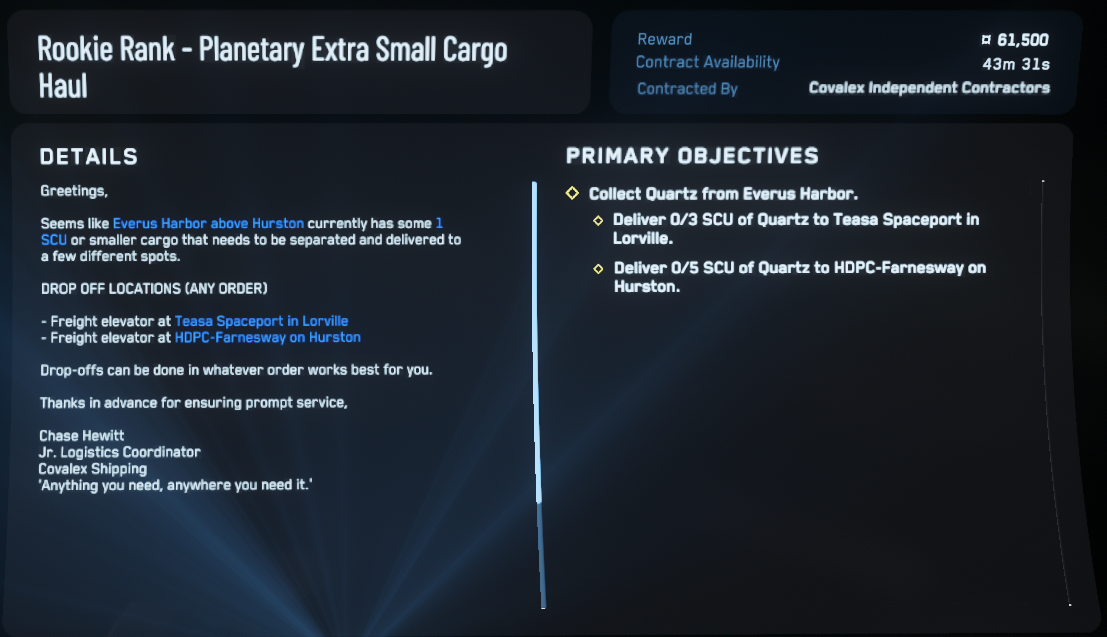 Rookie Rank - Planetary Extra Small Cargo
Haul
Reward ¤ 61,500
Contract Availability 43m 31s
Contracted By Covalex Independent Contractors
DETAILS
Greetings,
Seems like Everus Harbor above Hurston currently has some 1
SCU or smaller cargo that needs to be separated and delivered to
a few different spots.
DROP OFF LOCATIONS (ANY ORDER)
- Freight elevator at Teasa Spaceport in Lorville
- Freight elevator at HDPC-Farnesway on Hurston
Drop-offs can be done in whatever order works best for you.
Thanks in advance for ensuring prompt service,
Chase Hewitt
Jr. Logistics Coordinator
Covalex Shipping
'Anything you need, anywhere you need it.'
PRIMARY OBJECTIVES
Collect Quartz from Everus Harbor.
Deliver 0/3 SCU of Quartz to Teasa Spaceport in
Lorville.
Deliver 0/5 SCU of Quartz to HDPC-Farnesway on
Hurston.